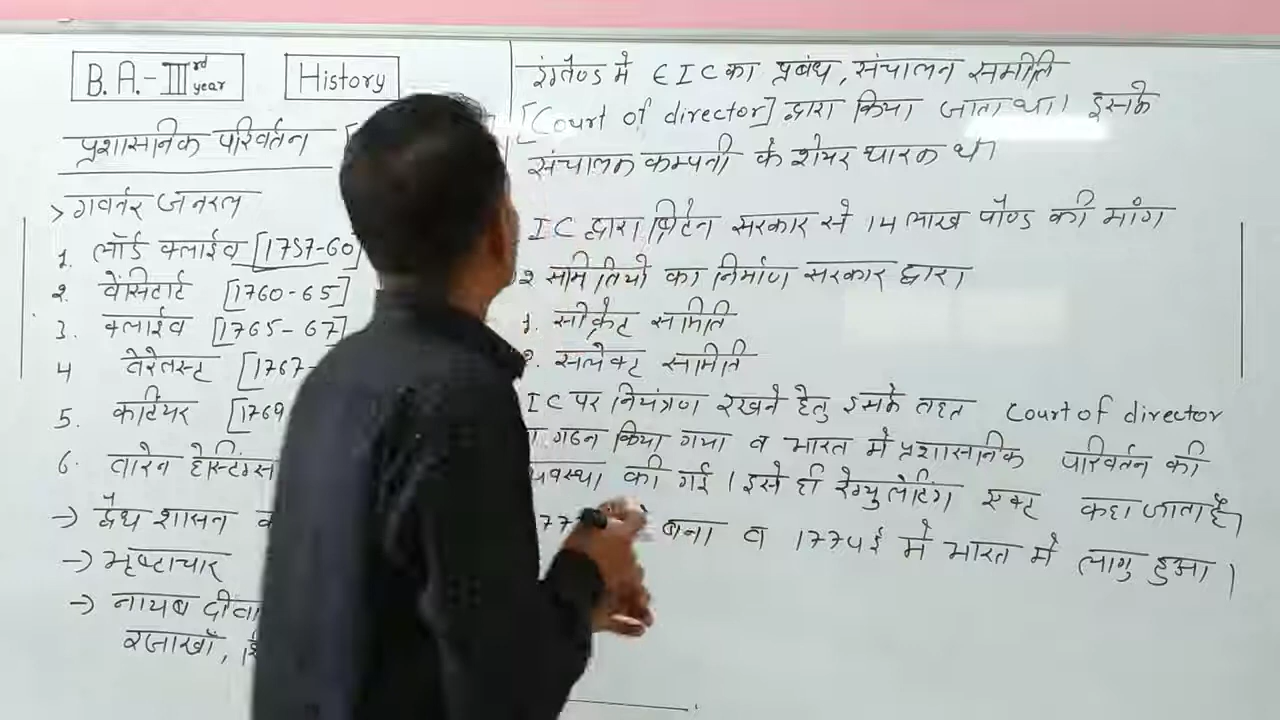 B.A.-III rd year
History
प्रशासनिक परिवर्तन [
> गवर्नर जनरल
1. लॉर्ड क्लाईव [1757-60]
2. वेंसिटार्ट [1760-65]
3. क्लाईव [1765-67]
4 वेरेलस्ट [1767-
5. कार्टियर [1769
6. वारेन हेस्टिंग्स
→ द्वैध शासन
→ भृष्टाचार
→ नायब दीवा
रजाखाँ,
इंग्लैण्ड में EIC का प्रबंध, संचालन समीति
[Court of director] द्वारा किया जाता था। इसके
संचालक कम्पनी के शेयर धारक थे।
IC द्वारा ब्रिटेन सरकार से 14 लाख पौण्ड की मांग
2 समितियों का निर्माण सरकार द्वारा
1. सीक्रेट समिति
2. सलेक्ट समिति
IC पर नियंत्रण रखने हेतु इसके तहत Court of director
गठन किया गया व भारत में प्रशासनिक परिवर्तन की
यवस्था की गई। इसे ही रेग्युलेटिंग एक्ट कहा जाता है।
77 बाना व 1774ई में भारत में लागु हुआ।